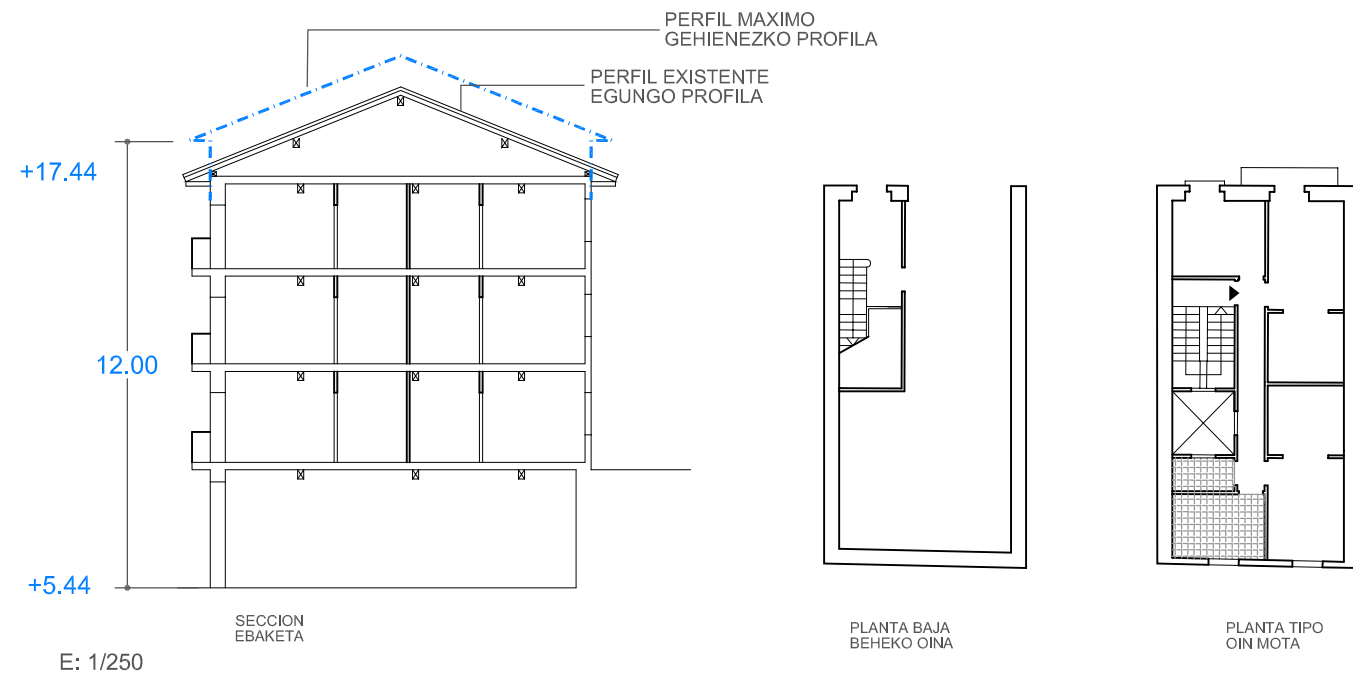 PERFIL MAXIMO
GEHIENEZKO PROFILA
PERFIL EXISTENTE
EGUNGO PROFILA
+17.44
12.00
+5.44
SECCION
EBAKETA
E: 1/250
PLANTA BAJA
BEHEKO OINA
PLANTA TIPO
OIN MOTA